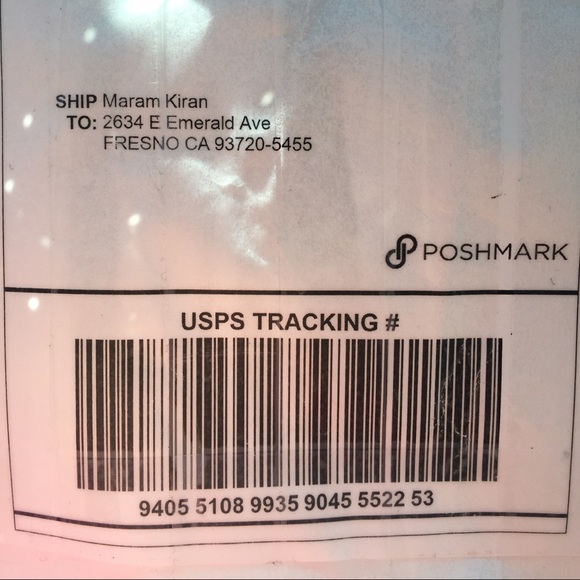 SHIP Maram Kiran
TO: 2634 E Emerald Ave
FRESNO CA 93720-5455
POSHMARK
USPS TRACKING #
9405 5108 9935 9045 5522 53